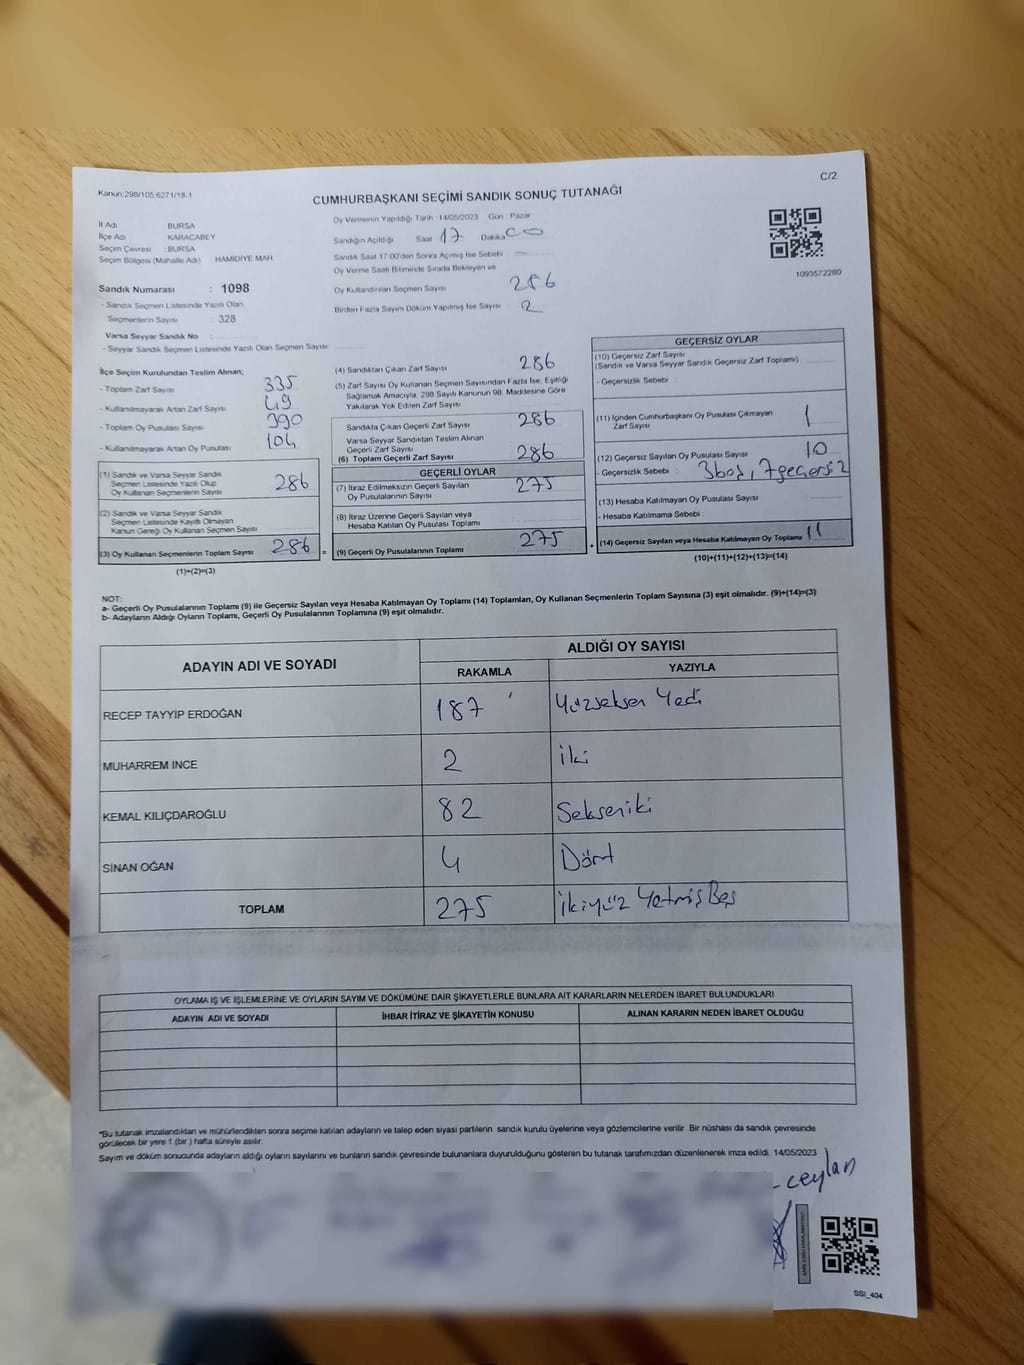 Kanun;298/105;6271/18-1
C/2
CUMHURBAŞKANI SEÇİMİ SANDIK SONUÇ TUTANAĞI
İl Adı BURSA
İlçe Adı KARACABEY
Seçim Çevresi :BURSA
Seçim Bölgesi (Mahalle Adı) HAMİDİYE MAH
Sandık Numarası : 1098
- Sandık Seçmen Listesinde Yazılı Olan
Seçmenlerin Sayısı : 328
Varsa Seyyar Sandık No :
- Seyyar Sandık Seçmen Listesinde Yazılı Olan Seçmen Sayısı:
Oy Vermenin Yapıldığı Tarih 14/05/2023 Gün Pazar
Sandığın Açıldığı Saat 17 Dakika 00
Sandık Saat 17:00'den Sonra Açılmış İse Sebebi :
Oy Verme Saati Bitiminde Sırada Bekleyen ve
Oy Kullandırılan Seçmen Sayısı 286
Birden Fazla Sayım Döküm Yapılmış İse Sayısı 2
1093572280
İlçe Seçim Kurulundan Teslim Alınan;
- Toplam Zarf Sayısı 335
- Kullanılmayarak Artan Zarf Sayısı 49
- Toplam Oy Pusulası Sayısı 390
- Kullanılmayarak Artan Oy Pusulası 104
(1) Sandık ve Varsa Seyyar Sandık
Seçmen Listesinde Yazılı Olup
Oy Kullanan Seçmenlerin Sayısı 286
(2) Sandık ve Varsa Seyyar Sandık
Seçmen Listesinde Kayıtlı Olmayan
Kanun Gereği Oy Kullanan Seçmen Sayısı
(3) Oy Kullanan Seçmenlerin Toplam Sayısı 286 =
(1)+(2)=(3)
(4) Sandıktan Çıkan Zarf Sayısı 286
(5) Zarf Sayısı Oy Kullanan Seçmen Sayısından Fazla İse, Eşitliği
Sağlamak Amacıyla, 298 Sayılı Kanunun 98. Maddesine Göre
Yakılarak Yok Edilen Zarf Sayısı
Sandıkta Çıkan Geçerli Zarf Sayısı 286
Varsa Seyyar Sandıktan Teslim Alınan
Geçerli Zarf Sayısı
(6) Toplam Geçerli Zarf Sayısı 286
GEÇERLİ OYLAR
(7) İtiraz Edilmeksizin Geçerli Sayılan
Oy Pusulalarının Sayısı 275
(8) İtiraz Üzerine Geçerli Sayılan veya
Hesaba Katılan Oy Pusulası Toplamı
(9) Geçerli Oy Pusulalarının Toplamı 275 +
GEÇERSİZ OYLAR
(10) Geçersiz Zarf Sayısı
(Sandık ve Varsa Seyyar Sandık Geçersiz Zarf Toplamı)
- Geçersizlik Sebebi :
(11) İçinden Cumhurbaşkanı Oy Pusulası Çıkmayan
Zarf Sayısı 1
(12) Geçersiz Sayılan Oy Pusulası Sayısı 10
- Geçersizlik Sebebi : 3 boş, 7 geçersiz
(13) Hesaba Katılmayan Oy Pusulası Sayısı
- Hesaba Katılmama Sebebi :
(14) Geçersiz Sayılan veya Hesaba Katılmayan Oy Toplamı 11
(10)+(11)+(12)+(13)=(14)
NOT:
a- Geçerli Oy Pusulalarının Toplamı (9) ile Geçersiz Sayılan veya Hesaba Katılmayan Oy Toplamı (14) Toplamları, Oy Kullanan Seçmenlerin Toplam Sayısına (3) eşit olmalıdır. (9)+(14)=(3)
b- Adayların Aldığı Oyların Toplamı, Geçerli Oy Pusulalarının Toplamına (9) eşit olmalıdır.
ADAYIN ADI VE SOYADI
ALDIĞI OY SAYISI
RAKAMLA YAZIYLA
RECEP TAYYİP ERDOĞAN 187 Yüzseksen Yedi
MUHARREM İNCE 2 İki
KEMAL KILIÇDAROĞLU 82 Sekseniki
SİNAN OĞAN 4 Dört
TOPLAM 275 İkiyüz YetmişBeş
OYLAMA İŞ VE İŞLEMLERİNE VE OYLARIN SAYIM VE DÖKÜMÜNE DAİR ŞİKAYETLERLE BUNLARA AİT KARARLARIN NELERDEN İBARET BULUNDUKLARI
ADAYIN ADI VE SOYADI İHBAR İTİRAZ VE ŞİKAYETİN KONUSU ALINAN KARARIN NEDEN İBARET OLDUĞU
*Bu tutanak imzalandıktan ve mühürlendikten sonra seçime katılan adayların ve talep eden siyasi partilerin sandık kurulu üyelerine veya gözlemcilerine verilir .Bir nüshası da sandık çevresinde
görülecek bir yere 1 (bir ) hafta süreyle asılır.
Sayım ve döküm sonucunda adayların aldığı oyların sayılarını ve bunların sandık çevresinde bulunanlara duyurulduğunu gösteren bu tutanak tarafımızdan düzenlenerek imza edildi. 14/05/2023
ceylan
SSI_404